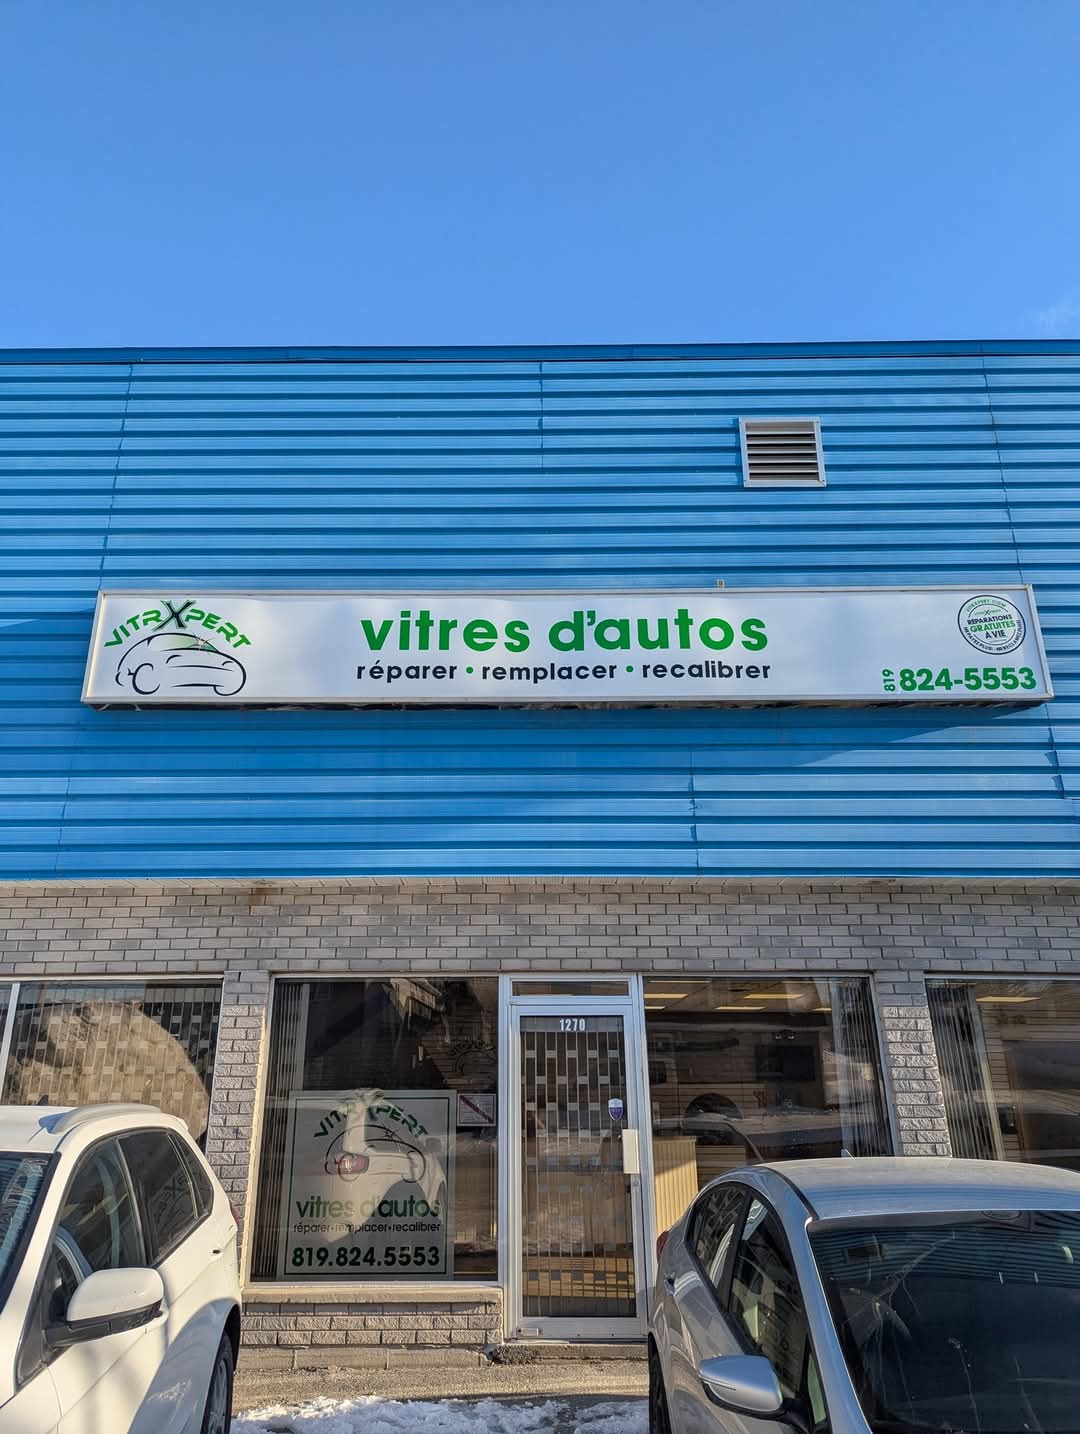 VITRXPERT
vitres d'autos
réparer • remplacer • recalibrer
RÉPARATIONS
GRATUITES
À VIE
819 824-5553
1270
VITRXPERT
vitres d'autos
réparer•remplacer•recalibrer
819.824.5553